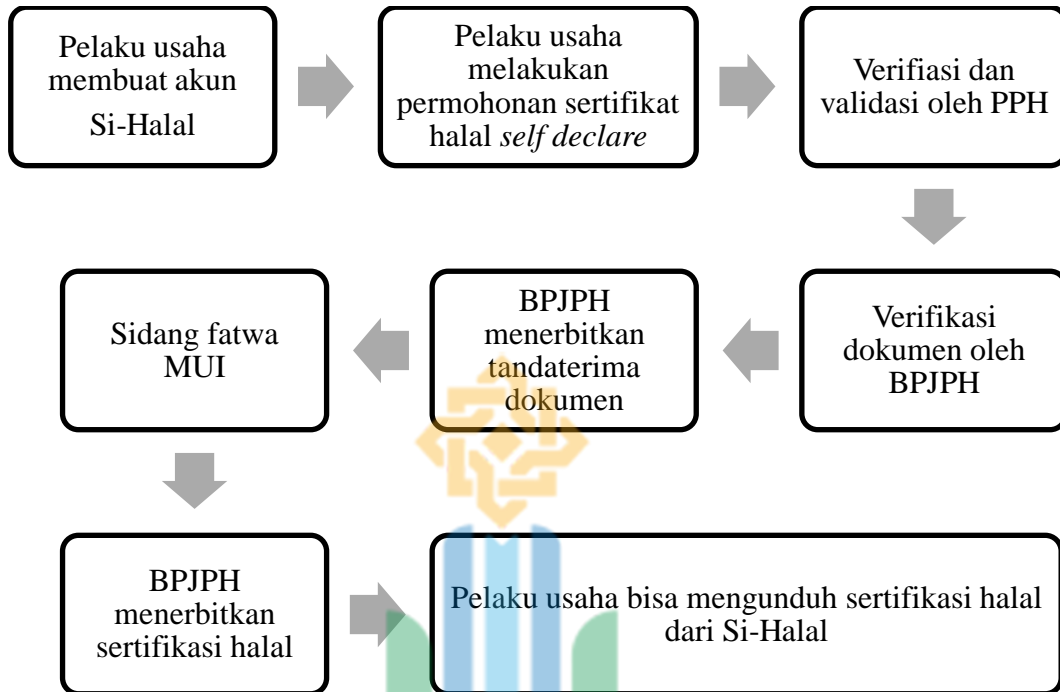 Pelaku usaha
membuat akun
Si-Halal
Pelaku usaha
melakukan
permohonan sertifikat
halal self declare
Verifiasi dan
validasi oleh PPH
Verifikasi
dokumen oleh
BPJPH
BPJPH
menerbitkan
tandaterima
dokumen
Sidang fatwa
MUI
BPJPH
menerbitkan
sertifikasi halal
Pelaku usaha bisa mengunduh sertifikasi halal
dari Si-Halal